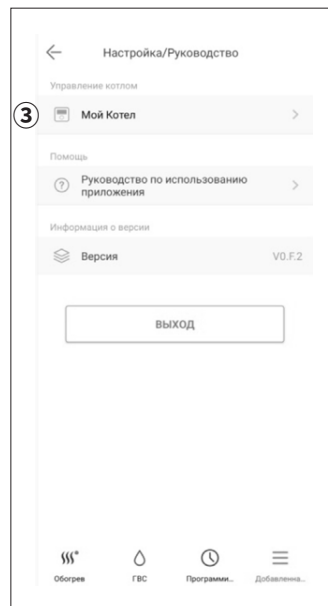 Настройка/Руководство
Управление котлом
③ Мой Котел
Помощь
Руководство по использованию
приложения
Информация о версии
Версия V0.F.2
ВЫХОД
Обогрев ГВС Программи... Добавленна...